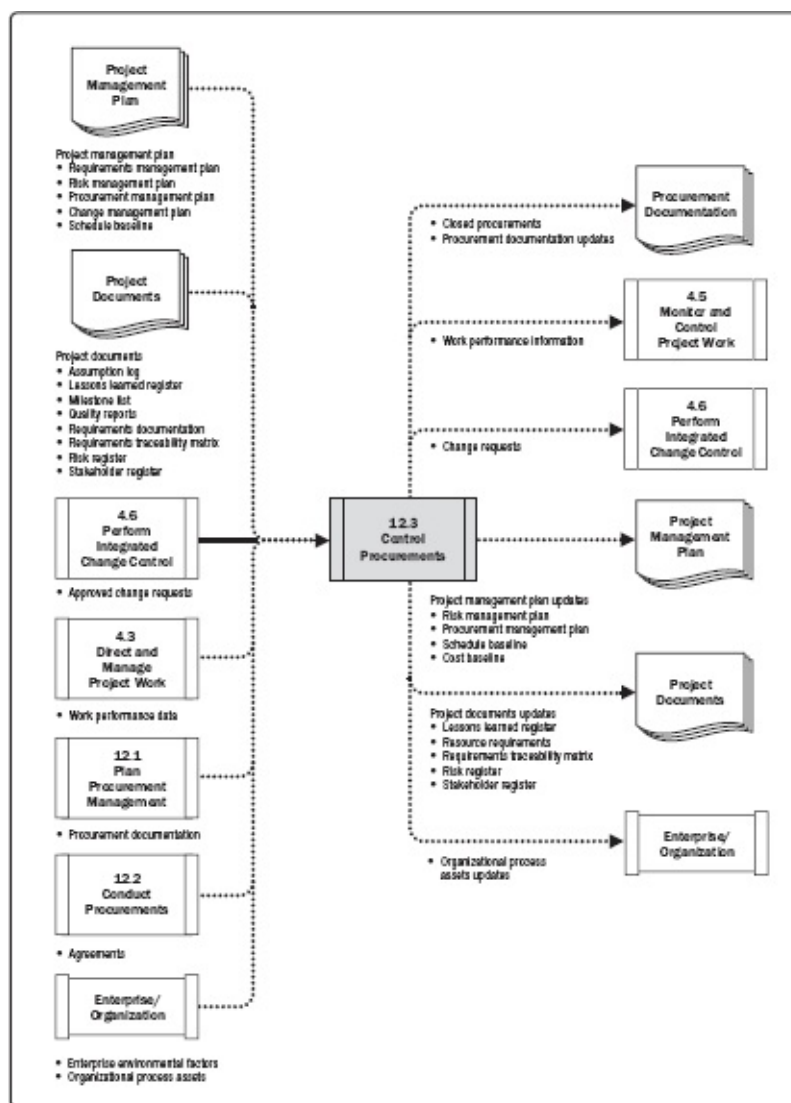 Project
Management
Plan
Project management plan
• Requirements management plan
• Risk management plan
• Procurement management plan
• Change management plan
• Schedule baseline
Project
Documents
Project documents
• Assumption log
• Lessons learned register
• Milestone list
• Quality reports
• Requirements documentation
• Requirements traceability matrix
• Risk register
• Stakeholder register
4.6
Perform
Integrated
Change Control
• Approved change requests
4.3
Direct and
Manage
Project Work
• Work performance data
12.1
Plan
Procurement
Management
• Procurement documentation
12.2
Conduct
Procurements
• Agreements
Enterprise/
Organization
• Enterprise environmental factors
• Organizational process assets
12.3
Control
Procurements
• Closed procurements
• Procurement documentation updates
Procurement
Documentation
• Work performance information
4.5
Monitor and
Control
Project Work
• Change requests
4.6
Perform
Integrated
Change Control
Project
Management
Plan
Project management plan updates
• Risk management plan
• Procurement management plan
• Schedule baseline
• Cost baseline
Project
Documents
Project documents updates
• Lessons learned register
• Resource requirements
• Requirements traceability matrix
• Risk register
• Stakeholder register
Enterprise/
Organization
• Organizational process
assets updates